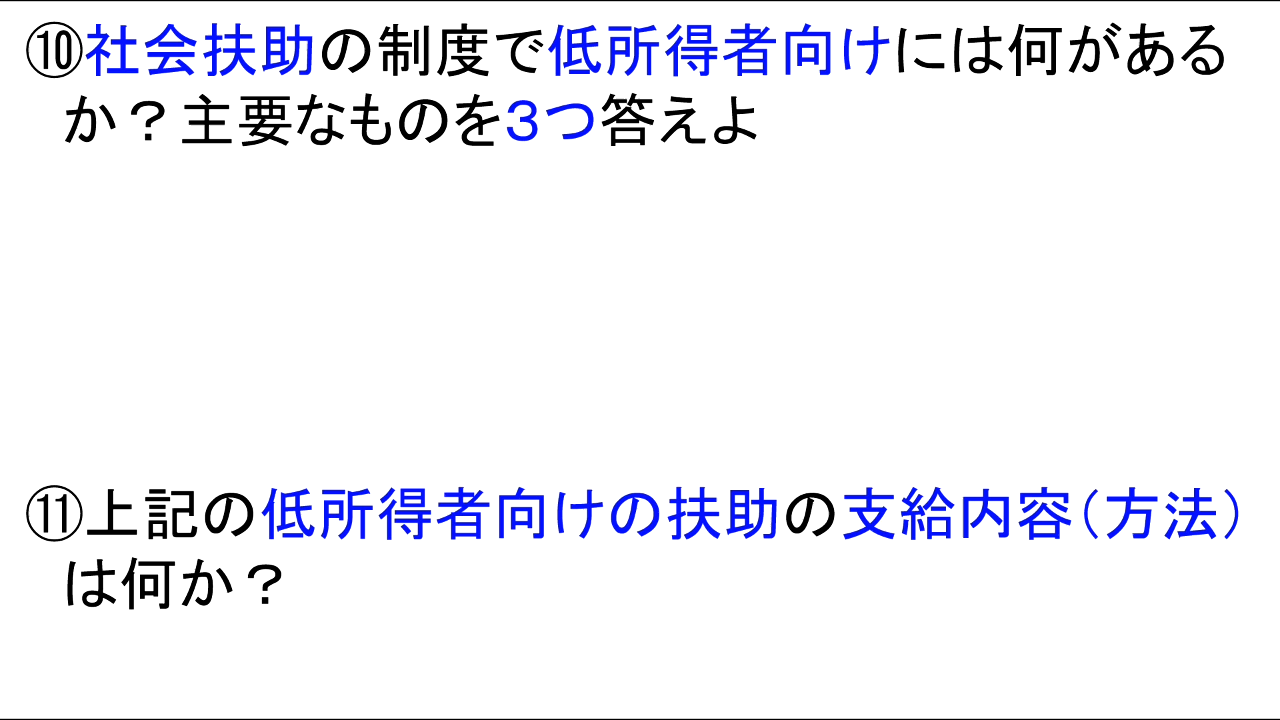 ⑩社会扶助の制度で低所得者向けには何がある
か？主要なものを３つ答えよ
⑪上記の低所得者向けの扶助の支給内容（方法）
は何か？